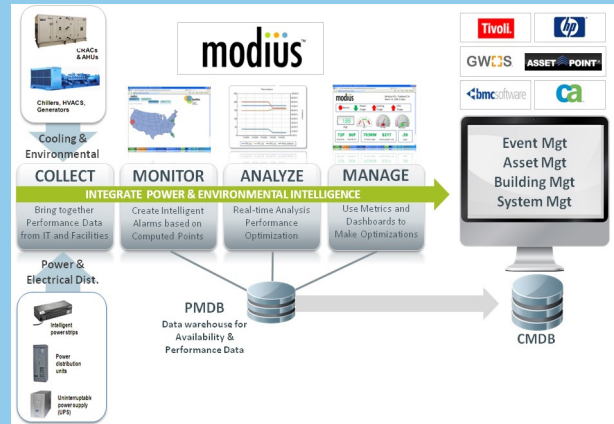 CRACs
& AHUs
Chillers, HVACS,
Generators
modius
Tivoli.
hp
GW S.
ASSET POINT
bmcsoftware
ca
Cooling &
Environmental
COLLECT
MONITOR
ANALYZE
MANAGE
INTEGRATE POWER & ENVIRONMENTAL INTELLIGENCE
Bring together
Performance Data
from IT and Facilities
Create Intelligent
Alarms based on
Computed Points
Real-time Analysis
Performance
Optimization
Use Metrics and
Dashboards to
Make Optimizations
Event Mgt
Asset Mgt
Building Mgt
System Mgt
Power &
Electrical Dist.
Intelligent
power strips
Power
distribution
units
Uninterruptable
power supply
(UPS)
PMDB
Data warehouse for
Availability &
Performance Data
CMDB